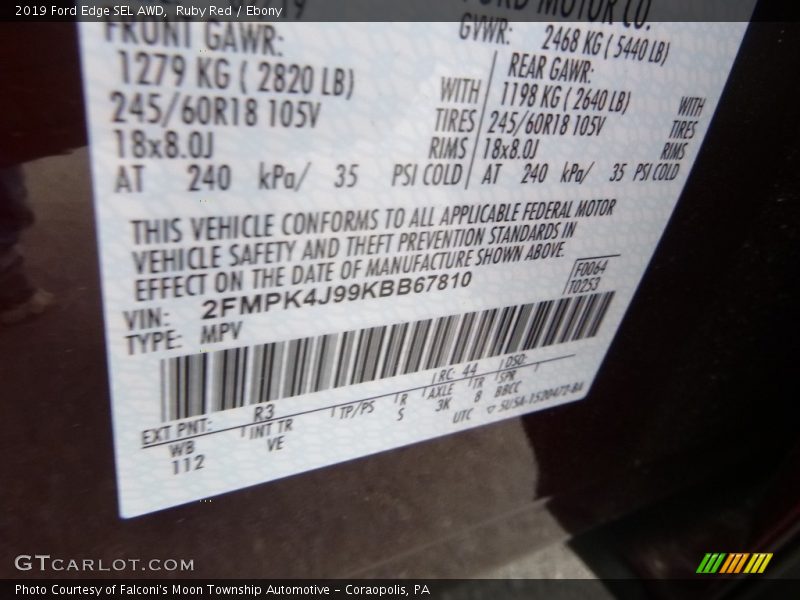 2019 Ford Edge SEL AWD, Ruby Red / Ebony
FORD MOTOR CO.
FRONT GAWR:
1279 KG ( 2820 LB)
WITH
245/60R18 105V
TIRES
18x8.0J
RIMS
AT 240 kPa/ 35 PSI COLD
GVWR: 2468 KG ( 5440 LB)
REAR GAWR:
1198 KG ( 2640 LB)
WITH
245/60R18 105V
TIRES
18x8.0J
RIMS
AT 240 kPa/ 35 PSI COLD
THIS VEHICLE CONFORMS TO ALL APPLICABLE FEDERAL MOTOR
VEHICLE SAFETY AND THEFT PREVENTION STANDARDS IN
EFFECT ON THE DATE OF MANUFACTURE SHOWN ABOVE.
F0064
T0253
VIN: 2FMPK4J99KBB67810
TYPE: MPV
EXT PNT: R3 RC: 44 DSO:
WB INT TR TP/PS R AXLE TR SPR
112 VE S 3K 8 BBCC
UTC
GTCARLOT.COM
Photo Courtesy of Falconi's Moon Township Automotive - Coraopolis, PA